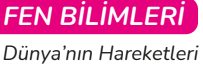 FEN BİLİMLERİ
Dünya'nın Hareketleri